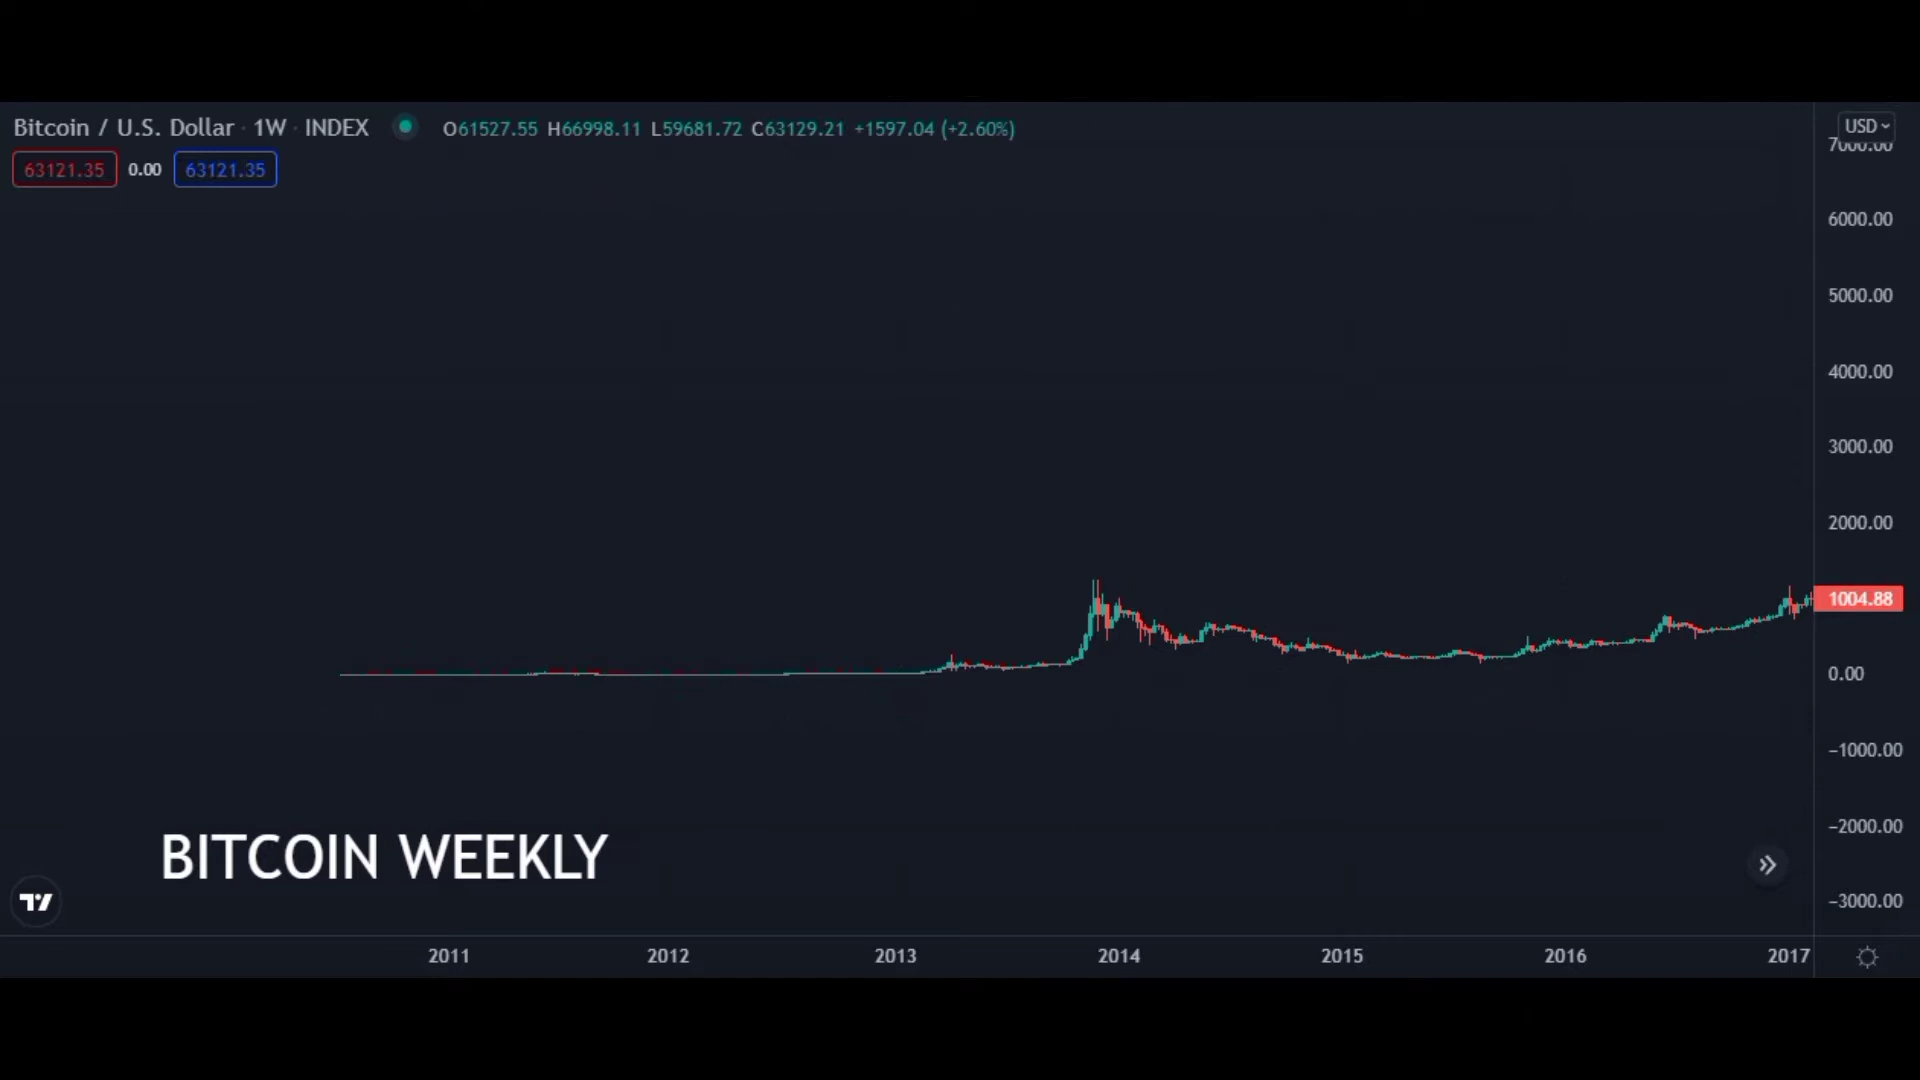 Bitcoin / U.S. Dollar · 1W · INDEX O61527.55 H66998.11 L59681.72 C63129.21 +1597.04 (+2.60%)
USD
7000.00
63121.35 0.00 63121.35
6000.00
5000.00
4000.00
3000.00
2000.00
1004.88
0.00
−1000.00
−2000.00
BITCOIN WEEKLY
−3000.00
2011 2012 2013 2014 2015 2016 2017